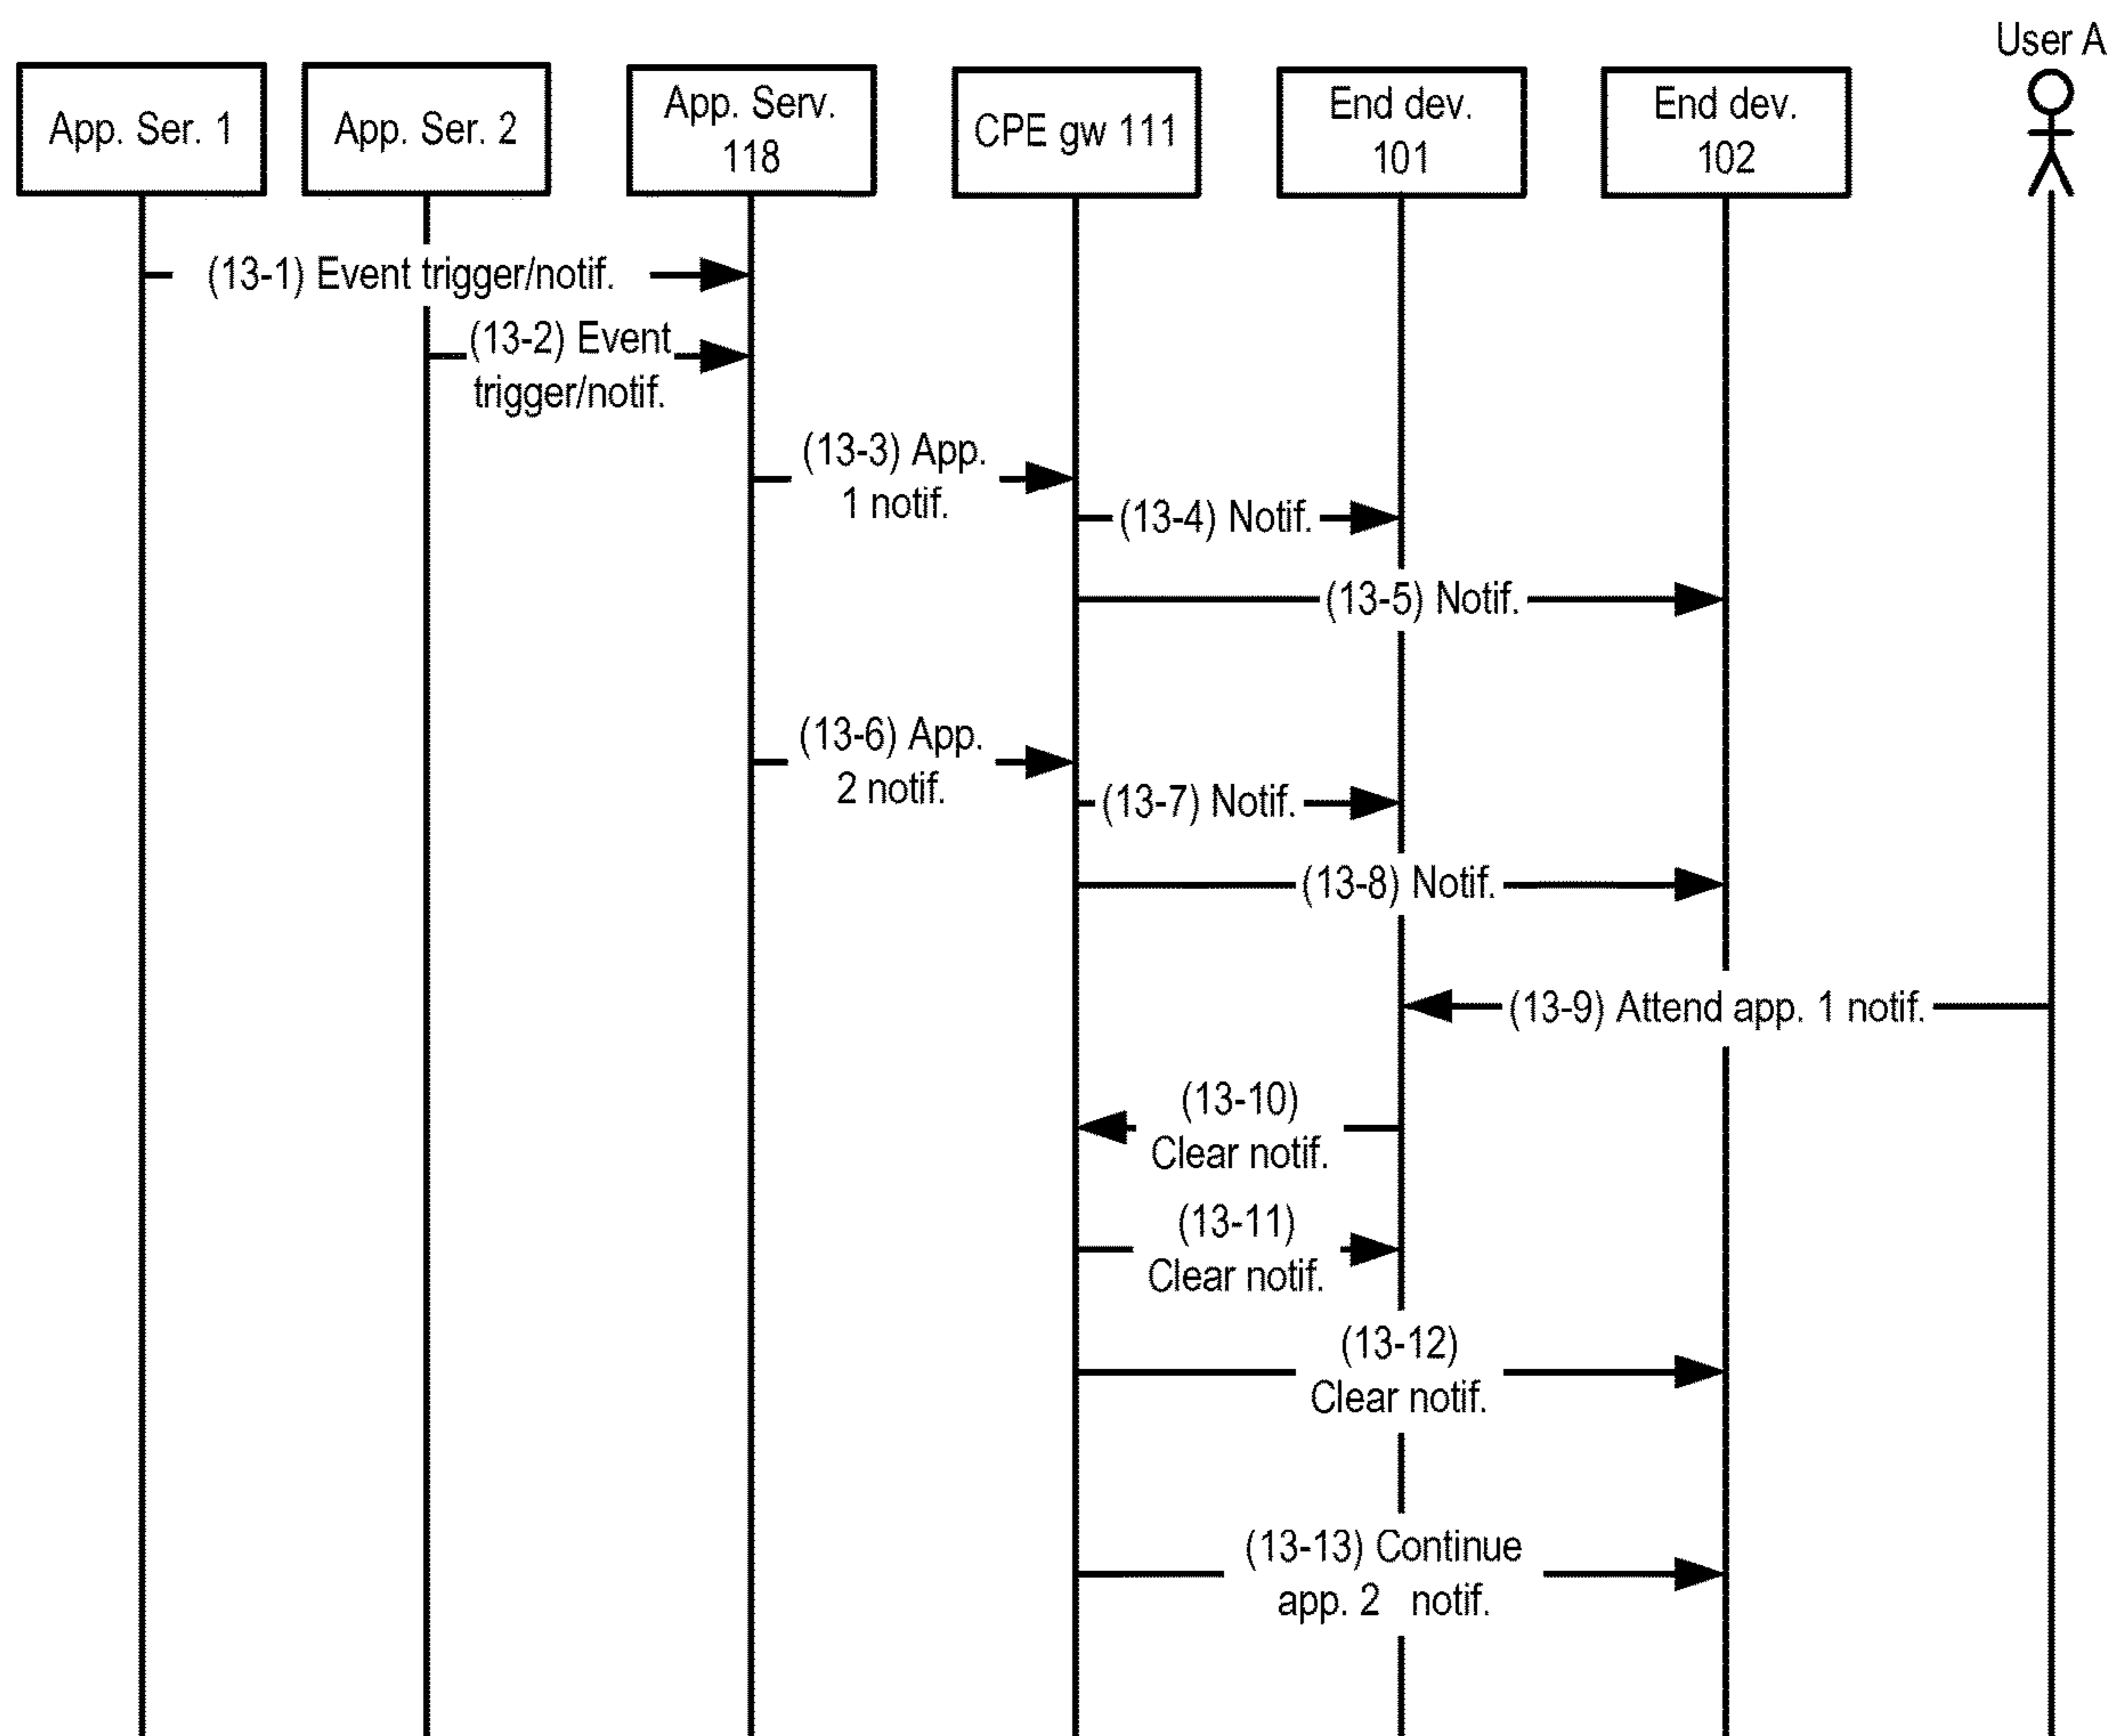 User A
App. Ser. 1
App. Ser. 2
App. Serv.
118
CPE gw 111
End dev.
101
End dev.
102
(13-1) Event trigger/notif.
(13-2) Event
trigger/notif.
(13-3) App.
1 notif.
(13-4) Notif.
(13-5) Notif.
(13-6) App.
2 notif.
(13-7) Notif.
(13-8) Notif.
(13-9) Attend app. 1 notif.
(13-10)
Clear notif.
(13-11)
Clear notif.
(13-12)
Clear notif.
(13-13) Continue
app. 2 notif.